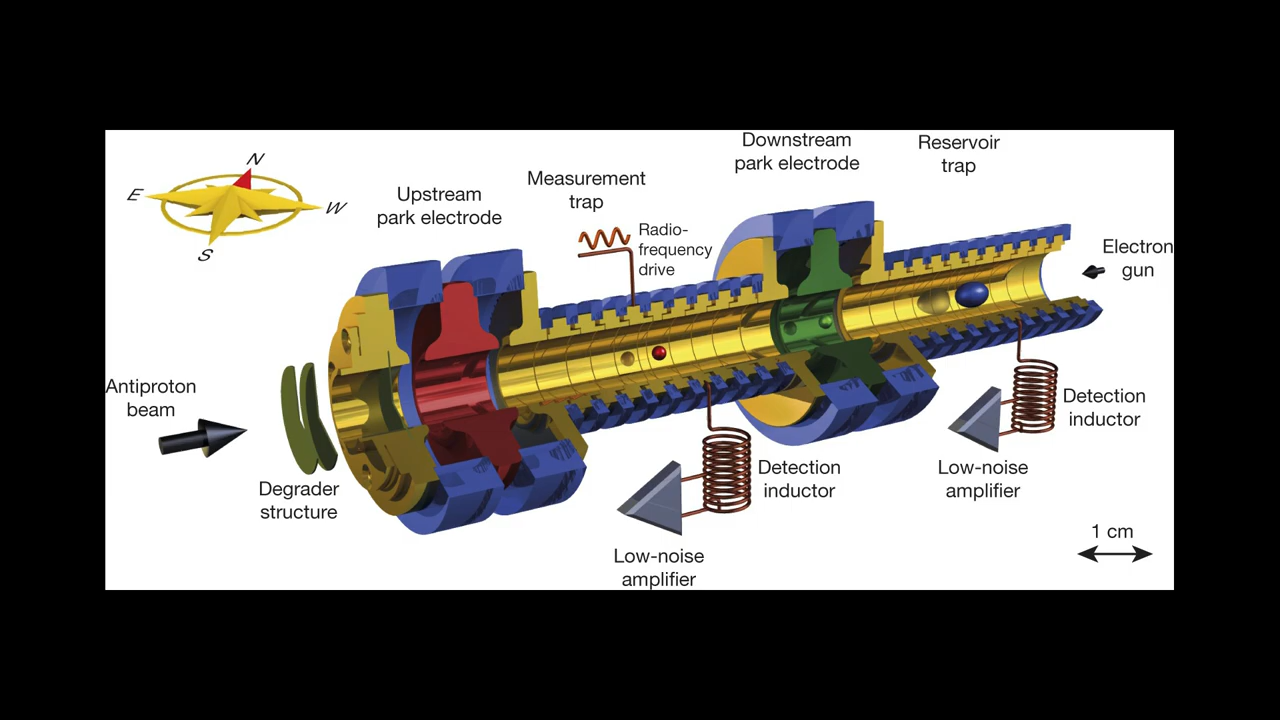 N
E
W
S
Upstream
park electrode
Measurement
trap
Radio-
frequency
drive
Downstream
park electrode
Reservoir
trap
Electron
gun
Antiproton
beam
Degrader
structure
Detection
inductor
Low-noise
amplifier
Detection
inductor
Low-noise
amplifier
1 cm